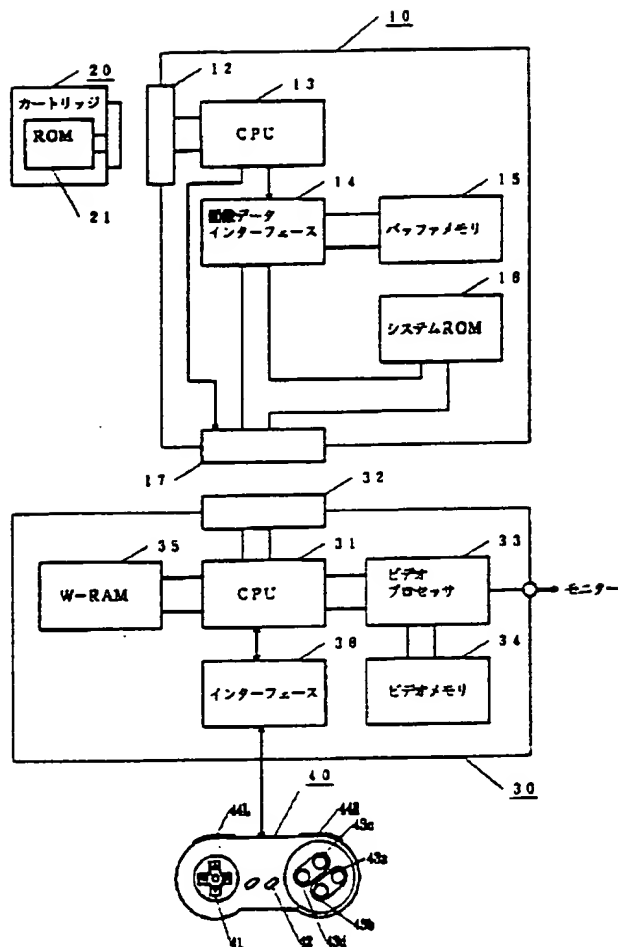 10
20
12
13
カートリッジ
ROM
CPU
21
14
15
画像データ
インターフェース
バッファメモリ
16
システムROM
17
32
35
31
33
W-RAM
CPU
ビデオ
プロセッサ
モニター
36
34
インターフェース
ビデオメモリ
40
30
44L
44R
43c
43a
41
42
43d
43b